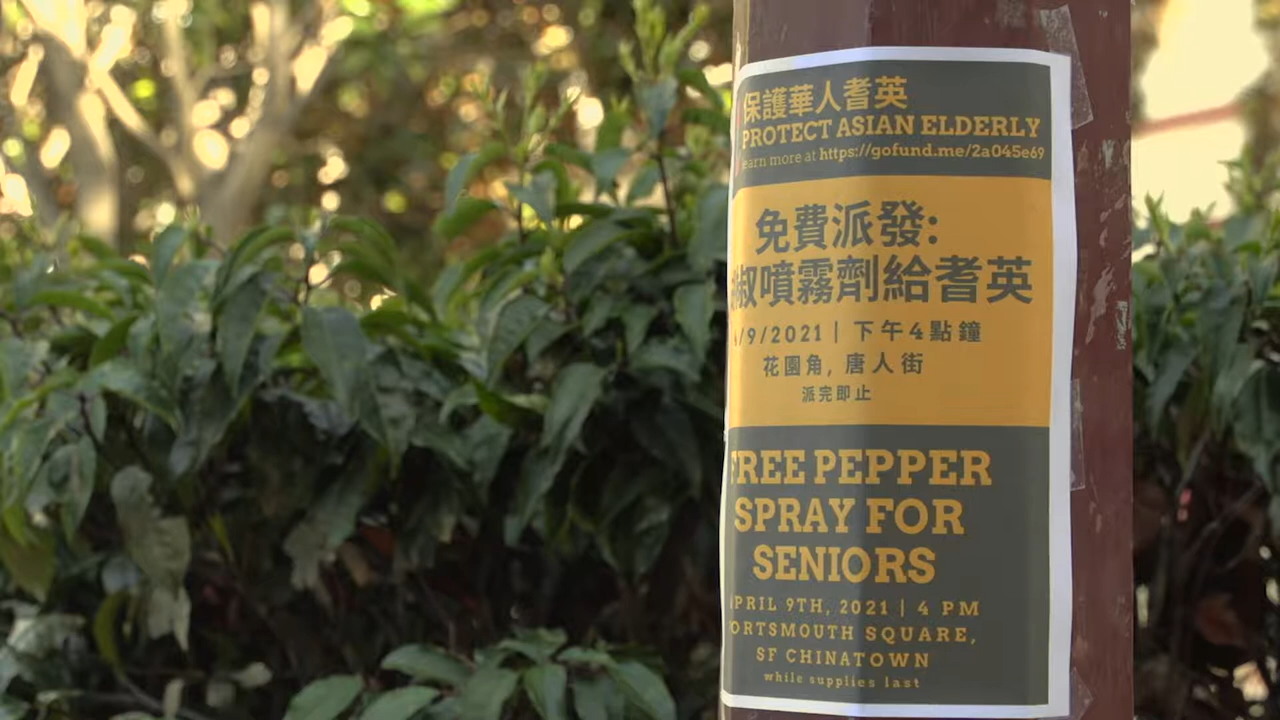 保護華人耆英
PROTECT ASIAN ELDERLY
earn more at https://gofund.me/2a045e69
免費派發:
椒噴霧劑給耆英
/9/2021 | 下午4點鐘
花園角, 唐人街
派完即止
FREE PEPPER
SPRAY FOR
SENIORS
APRIL 9TH, 2021 | 4 PM
PORTSMOUTH SQUARE,
SF CHINATOWN
while supplies last